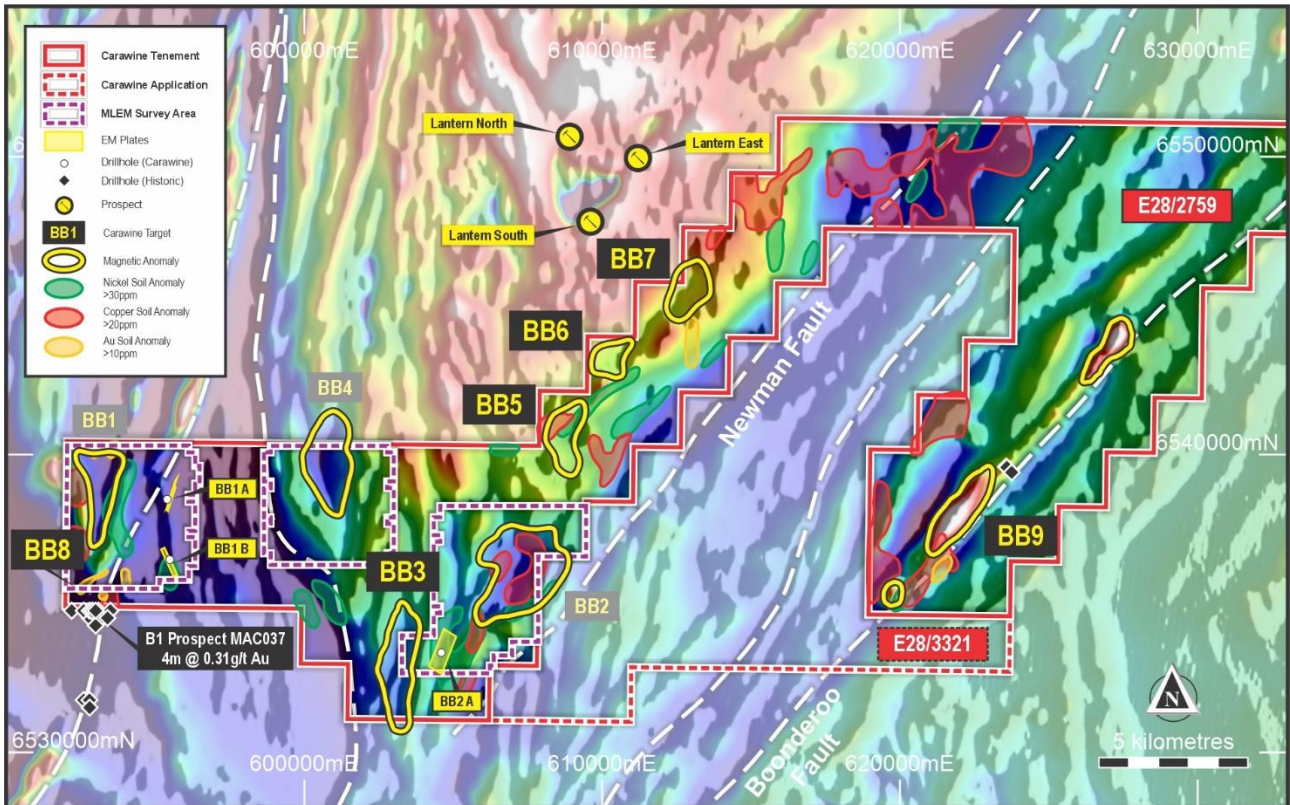 Carawine Tenement
Carawine Application
MLEM Survey Area
EM Plates
Drillhole (Carawine)
Drillhole (Historic)
Prospect
BB1
Carawine Target
Magnetic Anomaly
Nickel Soil Anomaly
>30ppm
Copper Soil Anomaly
>20ppm
Au Soil Anomaly
>10ppm
600000mE
610000mE
620000mE
630000mE
Lantern North
Lantern East
Lantern South
6550000mN
E28/2759
BB7
BB6
BB5
BB4
BB1
Newman Fault
6540000mN
BB1 A
BB1 B
BB8
BB3
BB2
BB9
B1 Prospect MAC037
4m @ 0.31g/t Au
BB2 A
E28/3321
N
6530000mN
600000mE
610000mE
Boonderoo
Fault
620000mE
5 kilometres